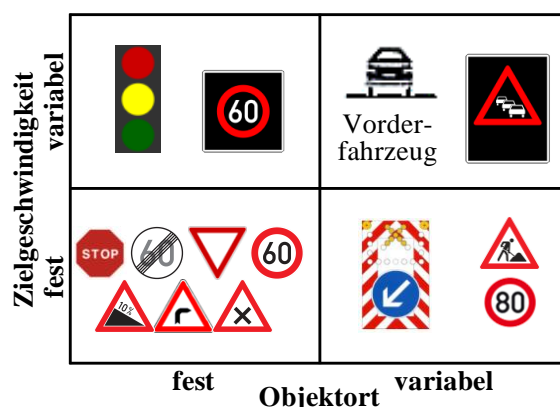 Zielgeschwindigkeit
variabel
fest
60
Vorder-
fahrzeug
STOP
60
60
10%
80
fest
variabel
Objektort